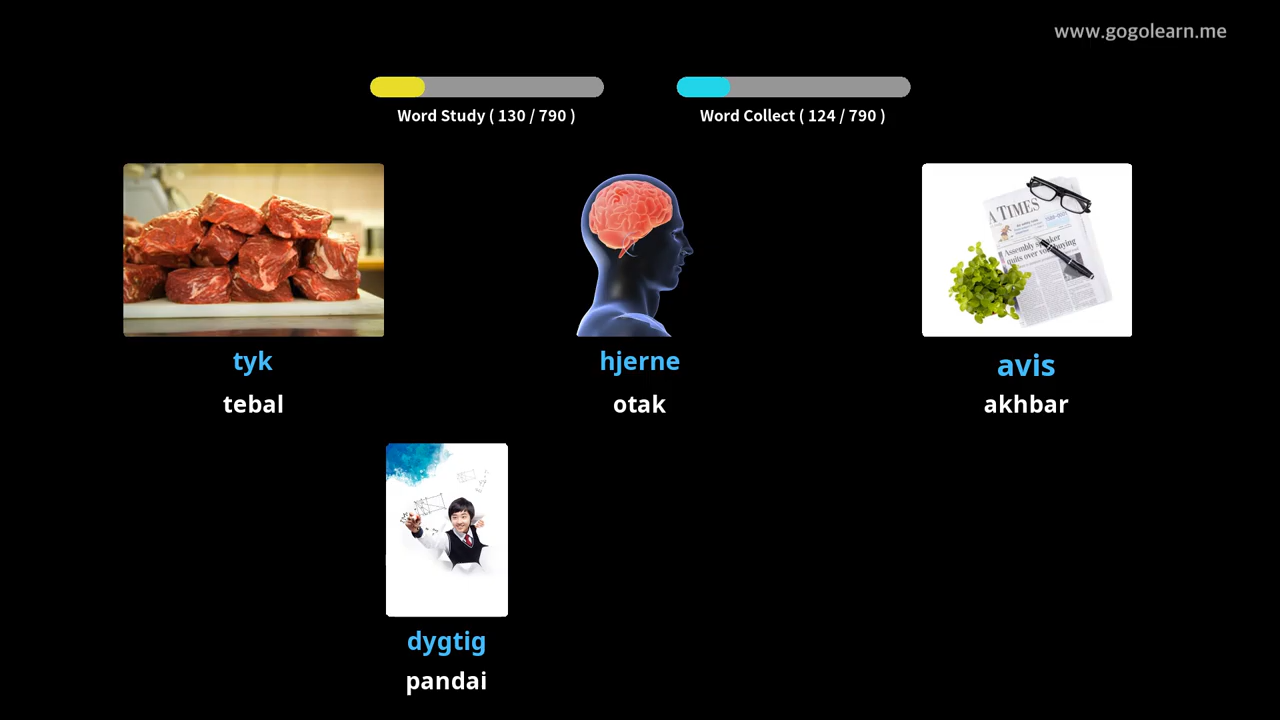 www.gogolearn.me
Word Study ( 130 / 790 )
Word Collect ( 124 / 790 )
A TIMES
tyk
hjerne
avis
tebal
otak
akhbar
dygtig
pandai